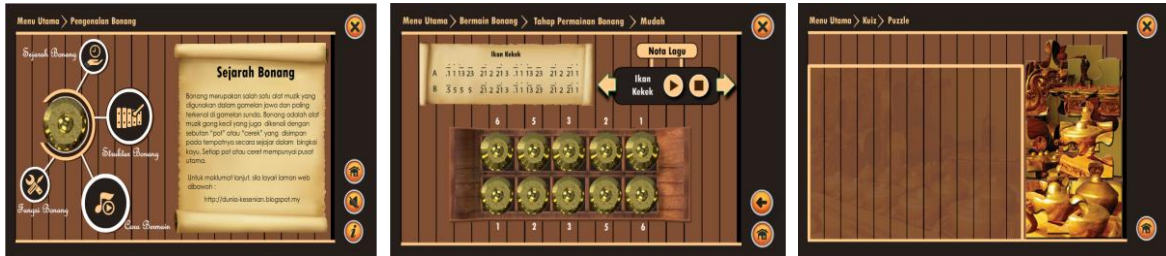 Menu Utama > Pengenalan Bonang
Sejarah Bonang
Struktur Bonang
Fungsi Bonang
Cara Bermain
Sejarah Bonang
Bonang merupakan salah satu alat muzik yang
digunakan dalam gamelan jawa dan paling
terkenal di gamelan sunda. Bonang adalah alat
muzik gong kecil yang juga dikenali dengan
sebutan "pot" atau "cerek" yang disimpan
pada tempatnya secara sejajar dalam bingkai
kayu. Setiap pot atau ceret mempunyai pusat
utama.
Untuk maklumat lanjut, sila layari laman web
dibawah :
http://dunia-kesenian.blogspot.my
Menu Utama > Bermain Bonang > Tahap Permainan Bonang > Mudah
Ikan Kekek
A
B
Nota Lagu
Ikan
Kekek
6 5 3 2 1
1 2 3 5 6
Menu Utama > Kuiz > Puzzle